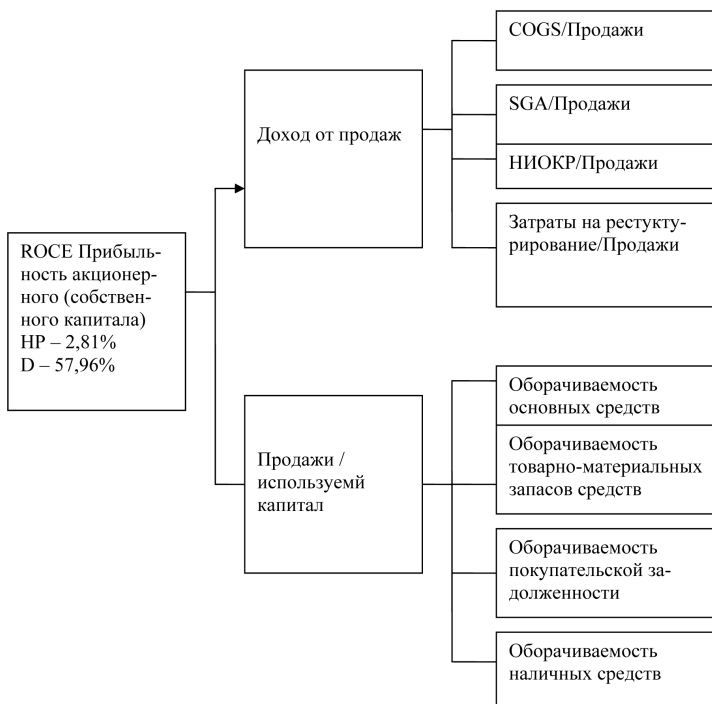 ROCE Прибыль-
ность акционер-
ного (собствен-
ного капитала)
HP – 2,81%
D – 57,96%
Доход от продаж
COGS/Продажи
SGA/Продажи
НИОКР/Продажи
Затраты на рестукту-
рирование/Продажи
Продажи /
используемй
капитал
Оборачиваемость
основных средств
Оборачиваемость
товарно-материальных
запасов средств
Оборачиваемость
покупательской за-
долженности
Оборачиваемость
наличных средств